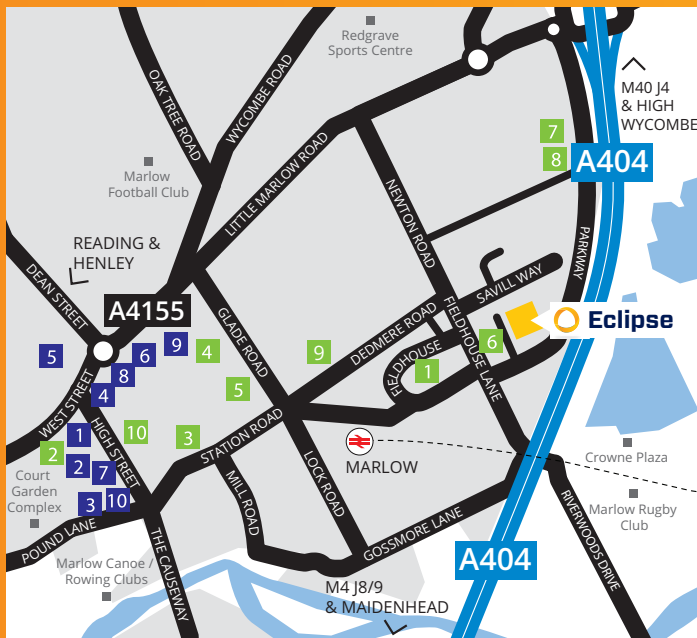 Redgrave
Sports Centre
M40 J4
& HIGH
WYCOMBE
OAK TREE ROAD
WYCOMBE ROAD
7
8
A404
Marlow
Football Club
LITTLE MARLOW ROAD
NEWTON ROAD
PARKWAY
READING &
HENLEY
DEAN STREET
A4155
SAVILL WAY
Eclipse
GLADE ROAD
DEDMERE ROAD
FIELDHOUSE LANE
FIELDHOUSE
5
6
9
4
9
6
8
1
4
5
WEST STREET
HIGH STREET
1
10
3
STATION ROAD
2
2
7
MARLOW
Crowne Plaza
Court
Garden
Complex
3
10
MILL ROAD
LOCK ROAD
Marlow Rugby
Club
POUND LANE
THE CAUSEWAY
GOSSMORE LANE
RIVERWOODS DRIVE
Marlow Canoe /
Rowing Clubs
A404
M4 J8/9
& MAIDENHEAD